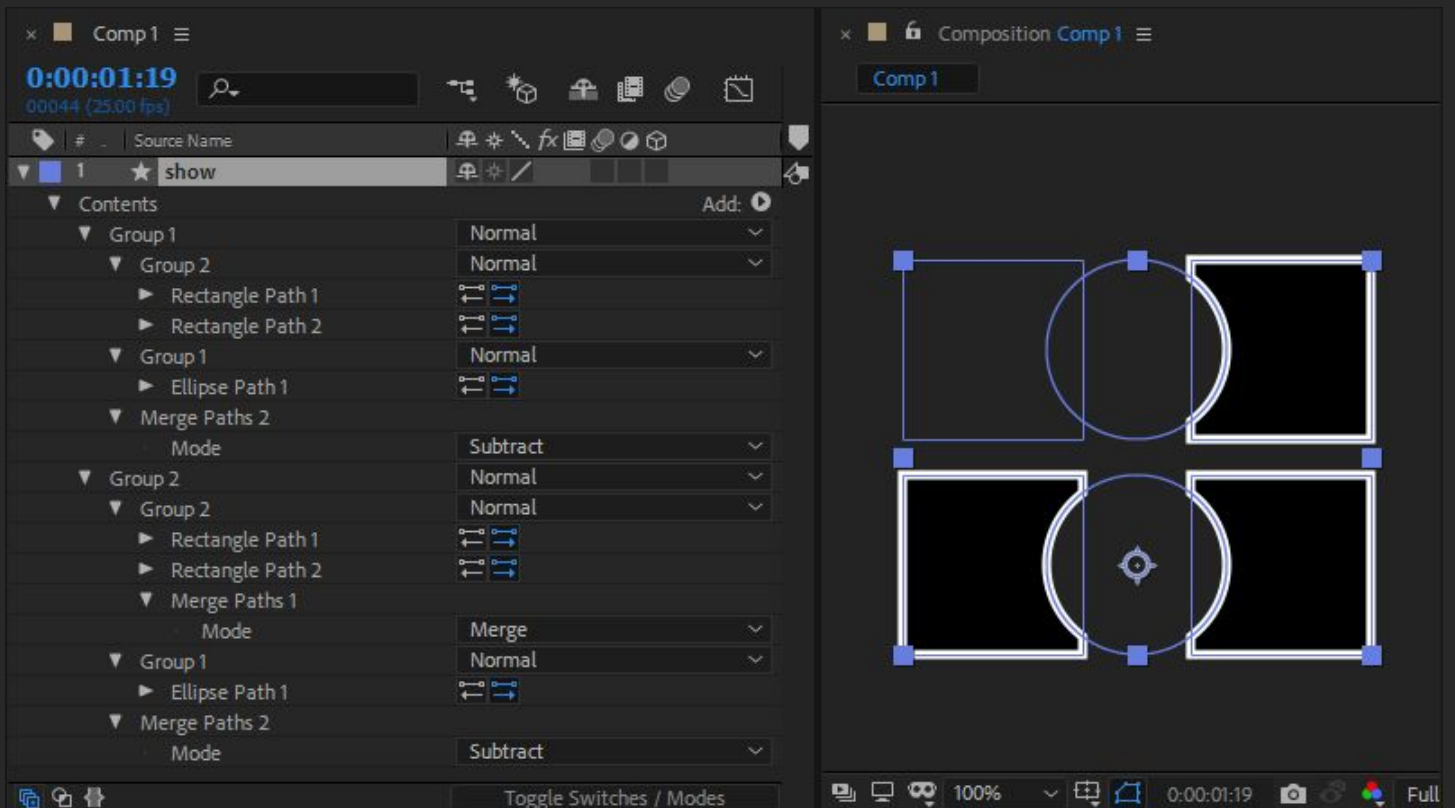 × Comp 1 ≡
× Composition Comp 1 ≡
0:00:01:19
00044 (25.00 fps)
Comp 1
# . Source Name fx
1 show
Contents Add:
Group 1 Normal
Group 2 Normal
Rectangle Path 1
Rectangle Path 2
Group 1 Normal
Ellipse Path 1
Merge Paths 2
Mode Subtract
Group 2 Normal
Group 2 Normal
Rectangle Path 1
Rectangle Path 2
Merge Paths 1
Mode Merge
Group 1 Normal
Ellipse Path 1
Merge Paths 2
Mode Subtract
Toggle Switches / Modes
100% 0:00:01:19 Full